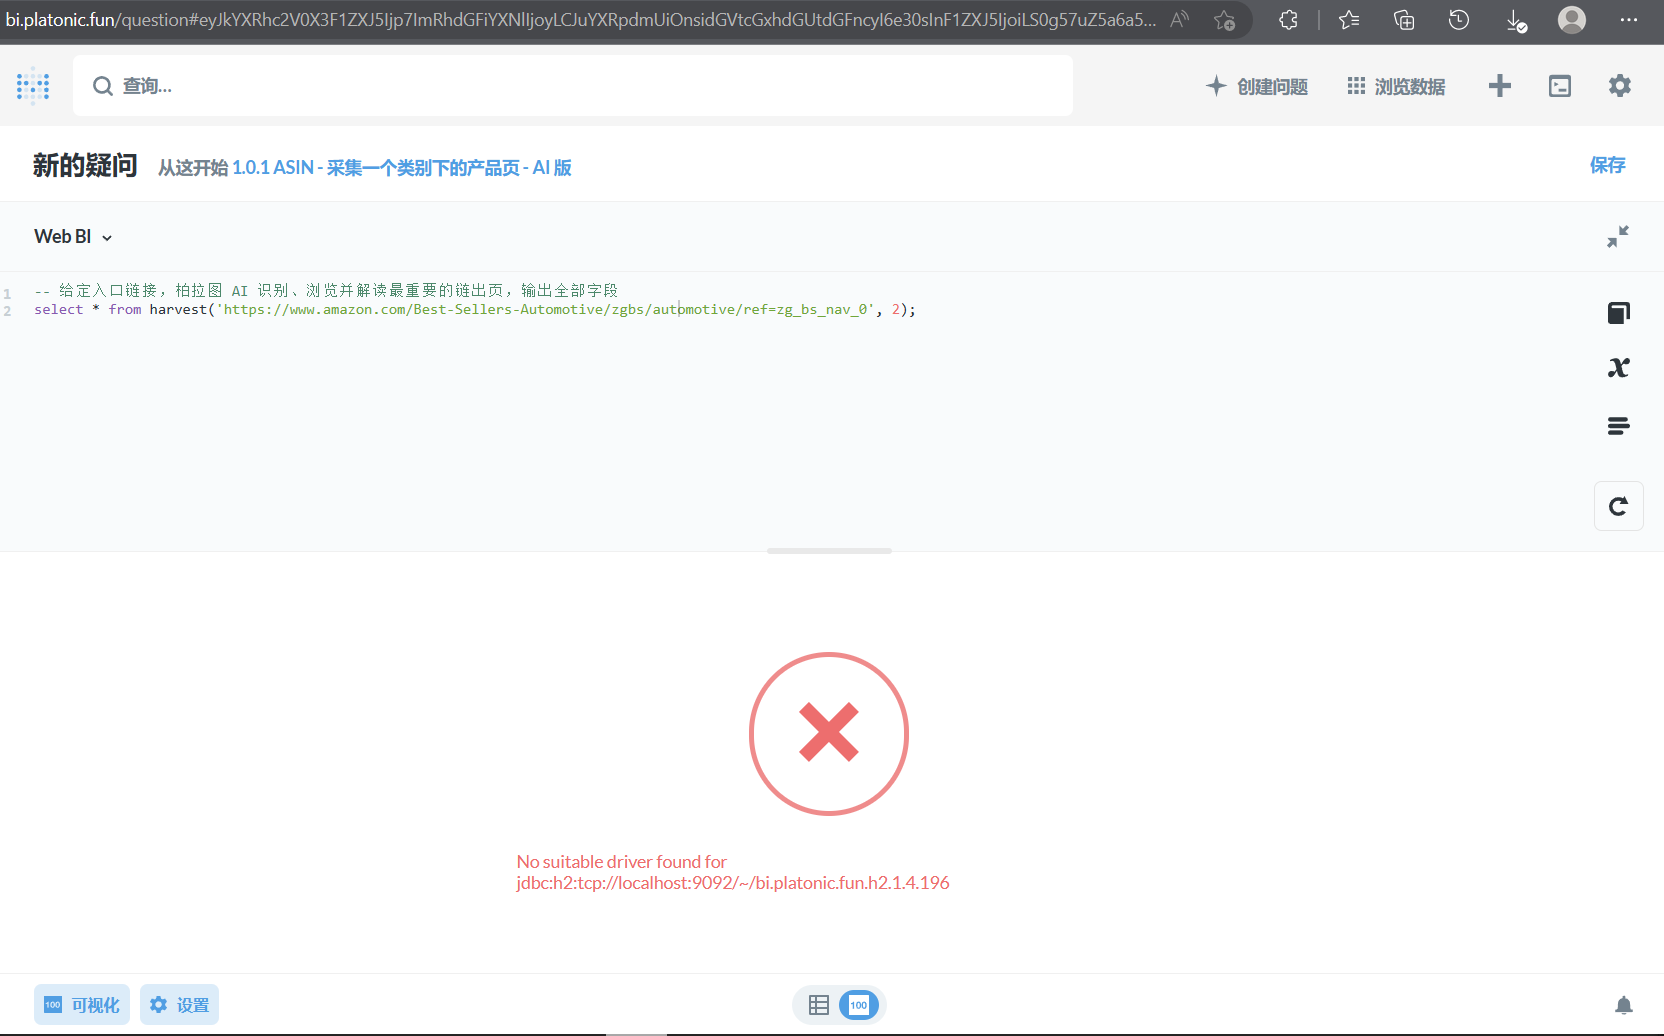 bi.platonic.fun/question#eyJkYXRhc2V0X3F1ZXJ5Ijp7ImRhdGFiYXNlIjoyLCJuYXRpdmUiOnsidGVtcGxhdGUtdGFncyI6e30sInF1ZXJ5IjoiLS0g57uZ5a6a5...
查询...
创建问题
浏览数据
新的疑问 从这开始 1.0.1 ASIN - 采集一个类别下的产品页 - AI 版
保存
Web BI
1 -- 给定入口链接，柏拉图 AI 识别、浏览并解读最重要的链出页，输出全部字段
2 select * from harvest('https://www.amazon.com/Best-Sellers-Automotive/zgbs/automotive/ref=zg_bs_nav_0', 2);
No suitable driver found for
jdbc:h2:tcp://localhost:9092/~/bi.platonic.fun.h2.1.4.196
100 可视化
设置
100